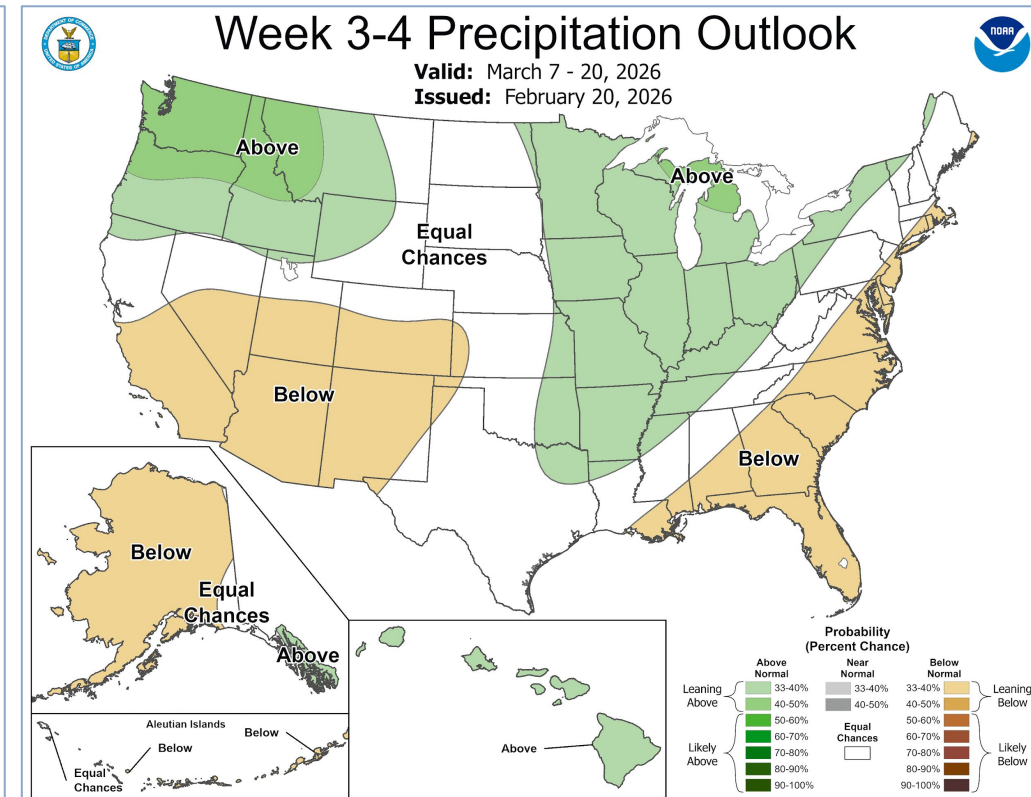 Week 3-4 Precipitation Outlook
Valid: March 7 - 20, 2026
Issued: February 20, 2026
NOAA
Above
Above
Equal
Chances
Below
Below
Below
Equal
Chances
Above
Aleutian Islands
Below
Below
Equal
Chances
Above
Probability
(Percent Chance)
Above
Normal
Near
Normal
Below
Normal
Leaning
Above
33-40%
40-50%
Likely
Above
50-60%
60-70%
70-80%
80-90%
90-100%
33-40%
40-50%
Equal
Chances
33-40%
40-50%
Leaning
Below
50-60%
60-70%
70-80%
80-90%
90-100%
Likely
Below